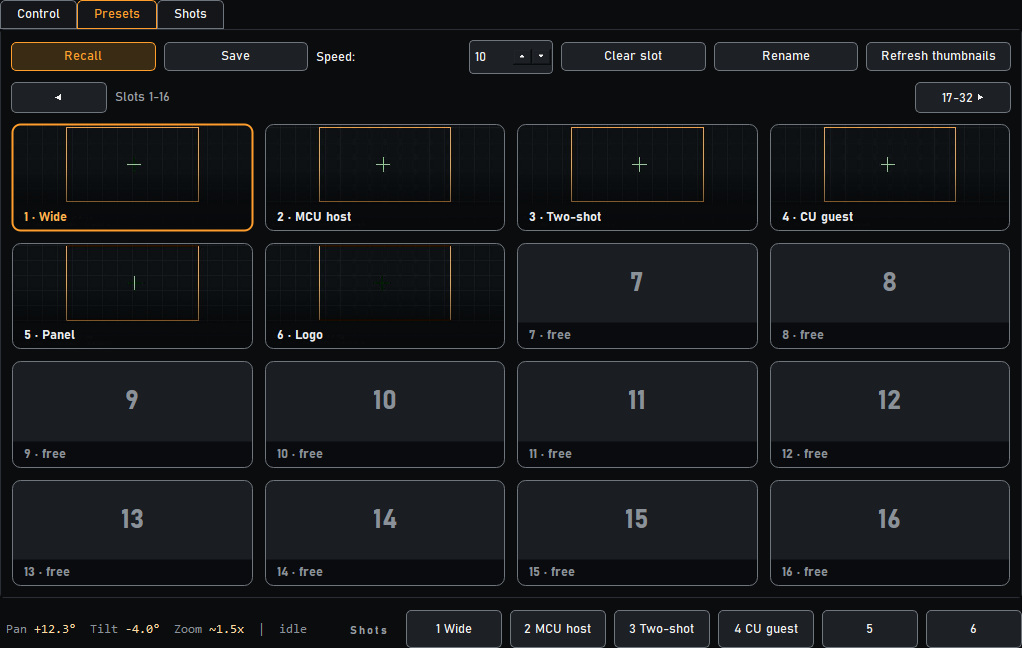 Control Presets Shots
Recall Save Speed: 10 Clear slot Rename Refresh thumbnails
Slots 1-16 17-32
1 · Wide 2 · MCU host 3 · Two-shot 4 · CU guest
7 8
5 · Panel 6 · Logo 7 · free 8 · free
9 10 11 12
9 · free 10 · free 11 · free 12 · free
13 14 15 16
13 · free 14 · free 15 · free 16 · free
Pan +12.3° Tilt -4.0° Zoom ~1.5x | idle Shots 1 Wide 2 MCU host 3 Two-shot 4 CU guest 5 6